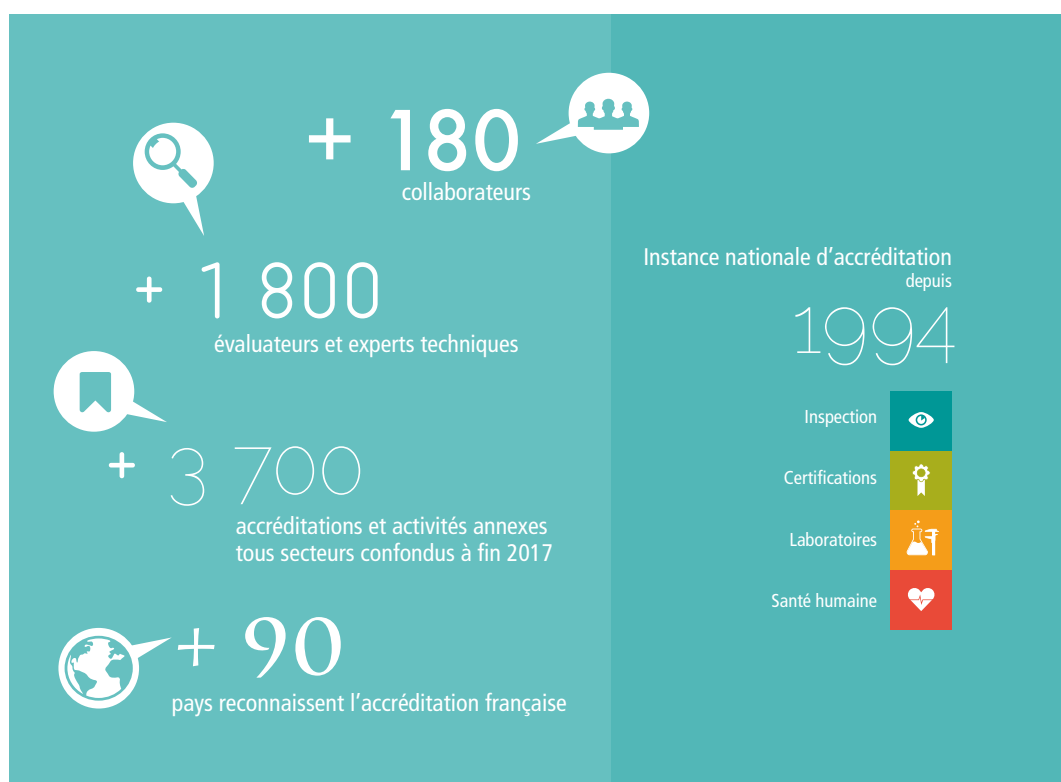 + 180
collaborateurs
+ 1 800
évaluateurs et experts techniques
+ 3 700
accréditations et activités annexes
tous secteurs confondus à fin 2017
+ 90
pays reconnaissent l’accréditation française
Instance nationale d’accréditation
depuis
1994
Inspection
Certifications
Laboratoires
Santé humaine